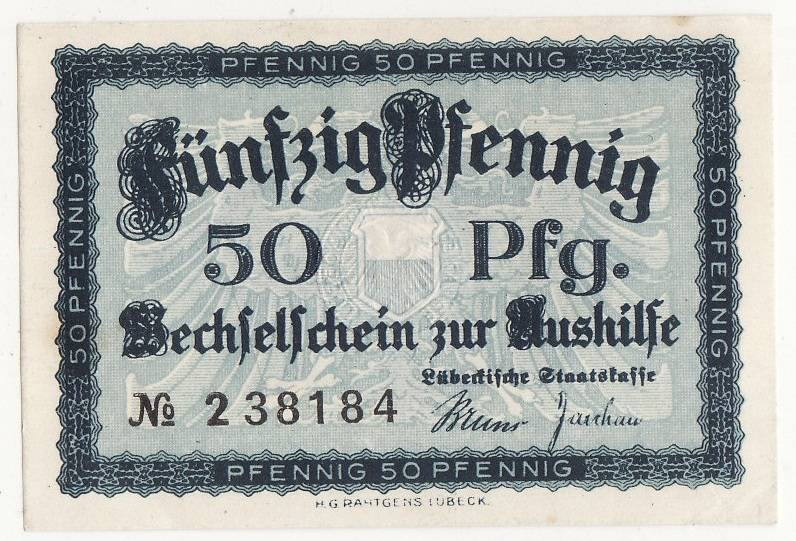 PFENNIG 50 PFENNIG
50 PFENNIG
50 PFENNIG
Fünfzig Pfennig
.50 Pfg.
Wechselschein zur Aushilfe
Lübeckische Staatskasse
№ 238184
Bruns
PFENNIG 50 PFENNIG
H.G. RAHTGENS LÜBECK.